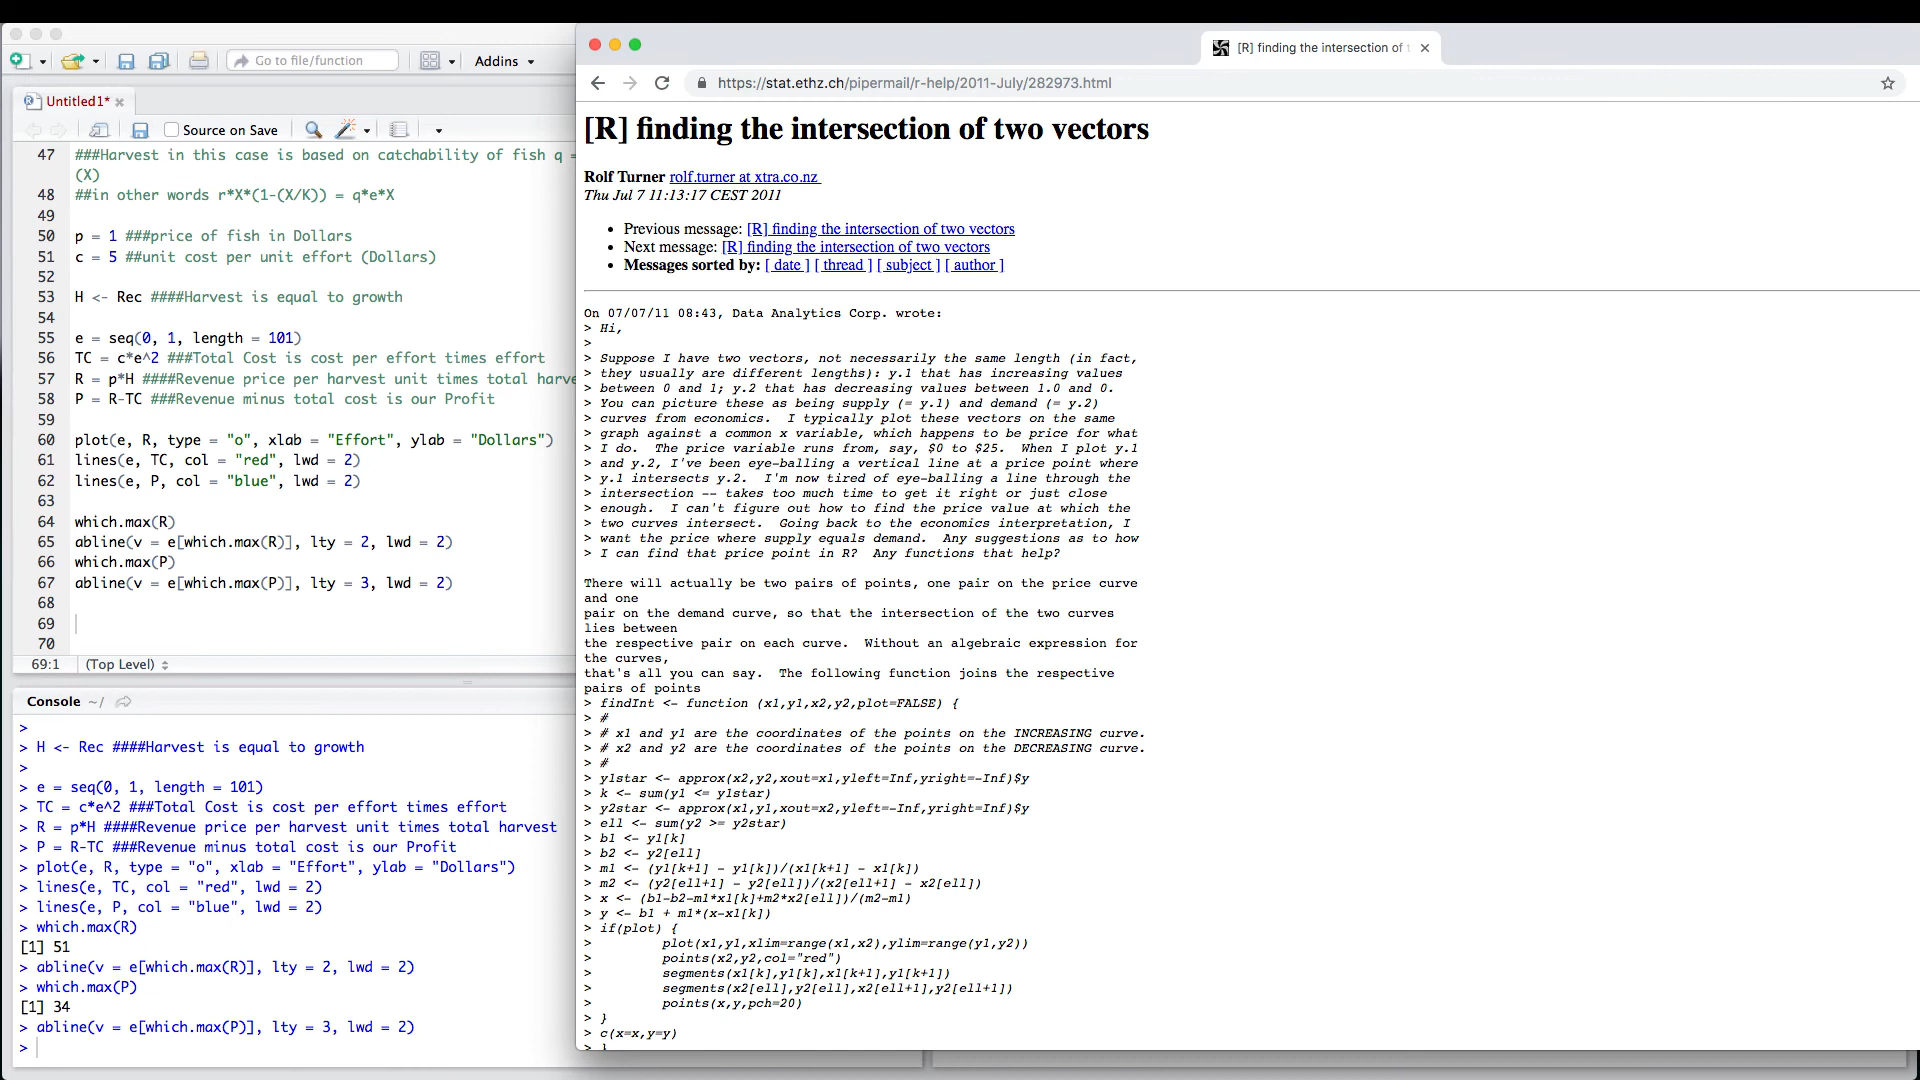 Go to file/function
Addins
Untitled1*
Source on Save
47 ###Harvest in this case is based on catchability of fish q =
(X)
48 ##in other words r*X*(1-(X/K)) = q*e*X
49
50 p = 1 ###price of fish in Dollars
51 c = 5 ##unit cost per unit effort (Dollars)
52
53 H <- Rec ####Harvest is equal to growth
54
55 e = seq(0, 1, length = 101)
56 TC = c*e^2 ###Total Cost is cost per effort times effort
57 R = p*H ####Revenue price per harvest unit times total harve
58 P = R-TC ###Revenue minus total cost is our Profit
59
60 plot(e, R, type = "o", xlab = "Effort", ylab = "Dollars")
61 lines(e, TC, col = "red", lwd = 2)
62 lines(e, P, col = "blue", lwd = 2)
63
64 which.max(R)
65 abline(v = e[which.max(R)], lty = 2, lwd = 2)
66 which.max(P)
67 abline(v = e[which.max(P)], lty = 3, lwd = 2)
68
69
70
69:1 (Top Level)
Console ~/
>
> H <- Rec ####Harvest is equal to growth
>
> e = seq(0, 1, length = 101)
> TC = c*e^2 ###Total Cost is cost per effort times effort
> R = p*H ####Revenue price per harvest unit times total harvest
> P = R-TC ###Revenue minus total cost is our Profit
> plot(e, R, type = "o", xlab = "Effort", ylab = "Dollars")
> lines(e, TC, col = "red", lwd = 2)
> lines(e, P, col = "blue", lwd = 2)
> which.max(R)
[1] 51
> abline(v = e[which.max(R)], lty = 2, lwd = 2)
> which.max(P)
[1] 34
> abline(v = e[which.max(P)], lty = 3, lwd = 2)
>
[R] finding the intersection of
https://stat.ethz.ch/pipermail/r-help/2011-July/282973.html
[R] finding the intersection of two vectors
Rolf Turner rolf.turner at xtra.co.nz
Thu Jul 7 11:13:17 CEST 2011
• Previous message: [R] finding the intersection of two vectors
• Next message: [R] finding the intersection of two vectors
• Messages sorted by: [ date ] [ thread ] [ subject ] [ author ]
On 07/07/11 08:43, Data Analytics Corp. wrote:
> Hi,
>
> Suppose I have two vectors, not necessarily the same length (in fact,
> they usually are different lengths): y.1 that has increasing values
> between 0 and 1; y.2 that has decreasing values between 1.0 and 0.
> You can picture these as being supply (= y.1) and demand (= y.2)
> curves from economics. I typically plot these vectors on the same
> graph against a common x variable, which happens to be price for what
> I do. The price variable runs from, say, $0 to $25. When I plot y.1
> and y.2, I've been eye-balling a vertical line at a price point where
> y.1 intersects y.2. I'm now tired of eye-balling a line through the
> intersection -- takes too much time to get it right or just close
> enough. I can't figure out how to find the price value at which the
> two curves intersect. Going back to the economics interpretation, I
> want the price where supply equals demand. Any suggestions as to how
> I can find that price point in R? Any functions that help?
There will actually be two pairs of points, one pair on the price curve
and one
pair on the demand curve, so that the intersection of the two curves
lies between
the respective pair on each curve. Without an algebraic expression for
the curves,
that's all you can say. The following function joins the respective
pairs of points
> findInt <- function (x1,y1,x2,y2,plot=FALSE) {
> #
> # x1 and y1 are the coordinates of the points on the INCREASING curve.
> # x2 and y2 are the coordinates of the points on the DECREASING curve.
> #
> y1star <- approx(x2,y2,xout=x1,yleft=Inf,yright=-Inf)$y
> k <- sum(y1 <= y1star)
> y2star <- approx(x1,y1,xout=x2,yleft=-Inf,yright=Inf)$y
> ell <- sum(y2 >= y2star)
> b1 <- y1[k]
> b2 <- y2[ell]
> m1 <- (y1[k+1] - y1[k])/(x1[k+1] - x1[k])
> m2 <- (y2[ell+1] - y2[ell])/(x2[ell+1] - x2[ell])
> x <- (b1-b2-m1*x1[k]+m2*x2[ell])/(m2-m1)
> y <- b1 + m1*(x-x1[k])
> if(plot) {
> plot(x1,y1,xlim=range(x1,x2),ylim=range(y1,y2))
> points(x2,y2,col="red")
> segments(x1[k],y1[k],x1[k+1],y1[k+1])
> segments(x2[ell],y2[ell],x2[ell+1],y2[ell+1])
> points(x,y,pch=20)
> }
> c(x=x,y=y)
> }